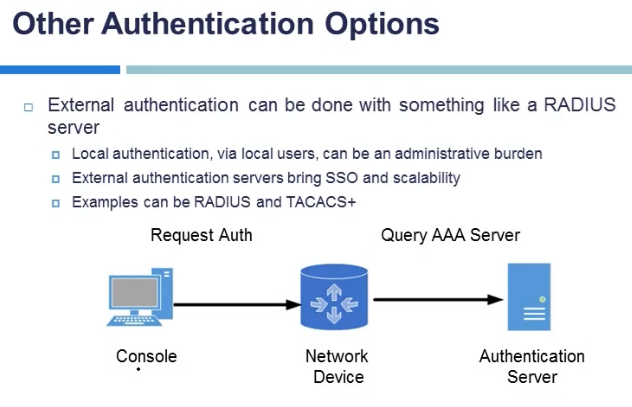 Other Authentication Options
External authentication can be done with something like a RADIUS
server
Local authentication, via local users, can be an administrative burden
External authentication servers bring SSO and scalability
Examples can be RADIUS and TACACS+
Request Auth
Query AAA Server
Console
Network
Device
Authentication
Server